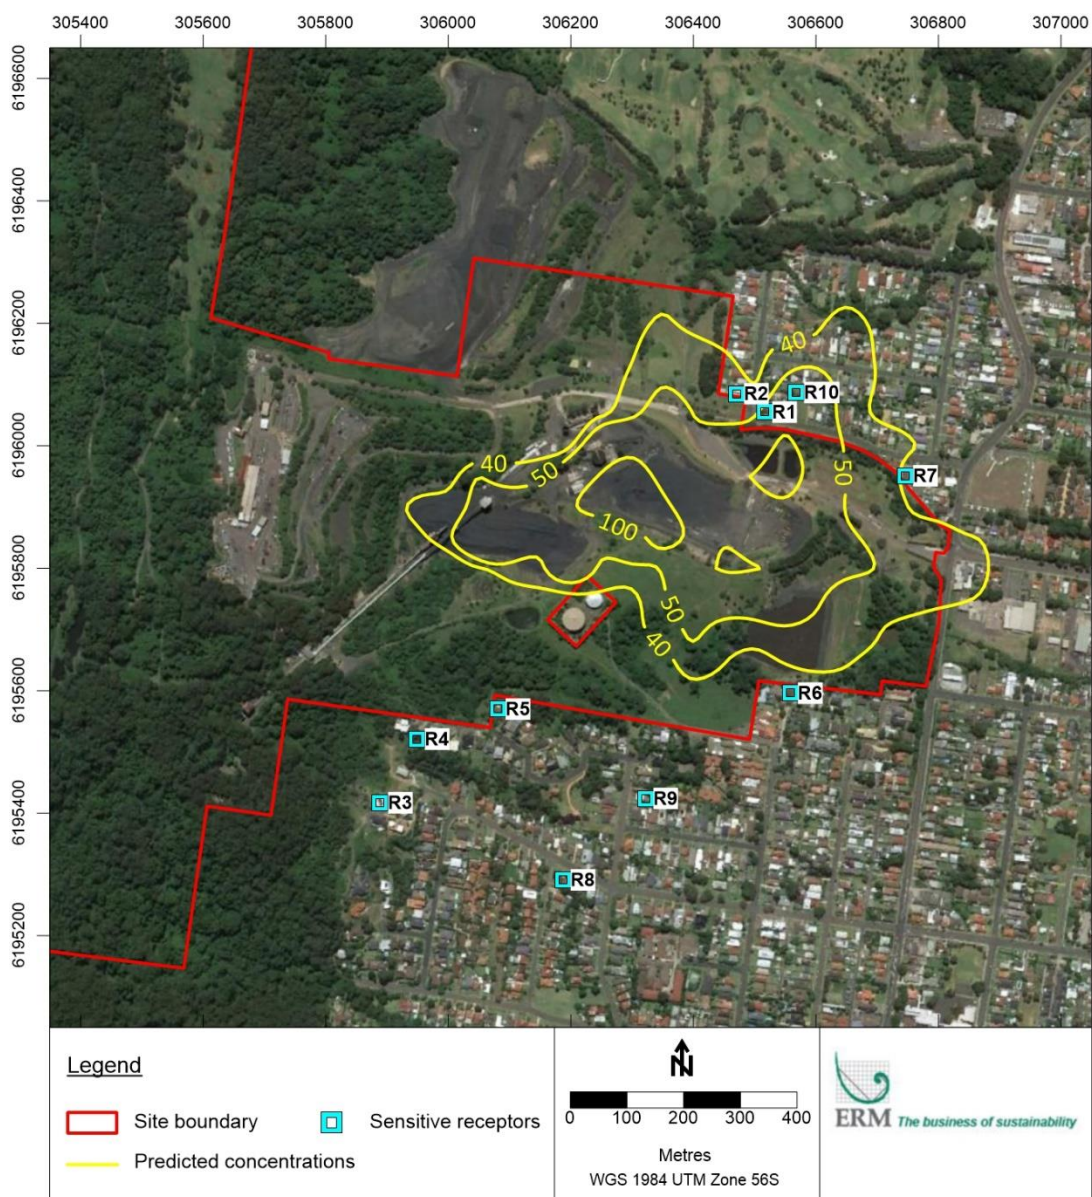 305400 305600 305800 306000 306200 306400 306600 306800 307000
6196600
6196400
6196200
6196000
6195800
6195600
6195400
6195200
40
R2
R10
R1
40
50
50
R7
100
50
40
R6
R5
R4
R3
R9
R8
Legend
Site boundary
Sensitive receptors
Predicted concentrations
N
0 100 200 300 400
Metres
WGS 1984 UTM Zone 56S
ERM The business of sustainability